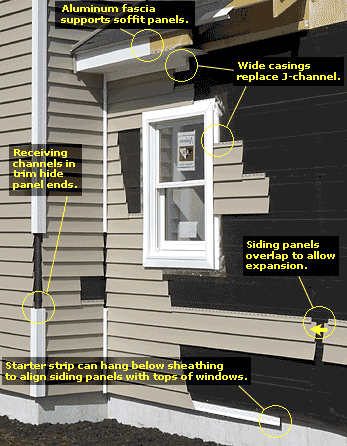 Aluminum fascia
supports soffit panels.
Wide casings
replace J-channel.
Receiving
channels in
trim hide
panel ends.
Siding panels
overlap to allow
expansion.
Starter strip can hang below sheathing
to align siding panels with tops of windows.